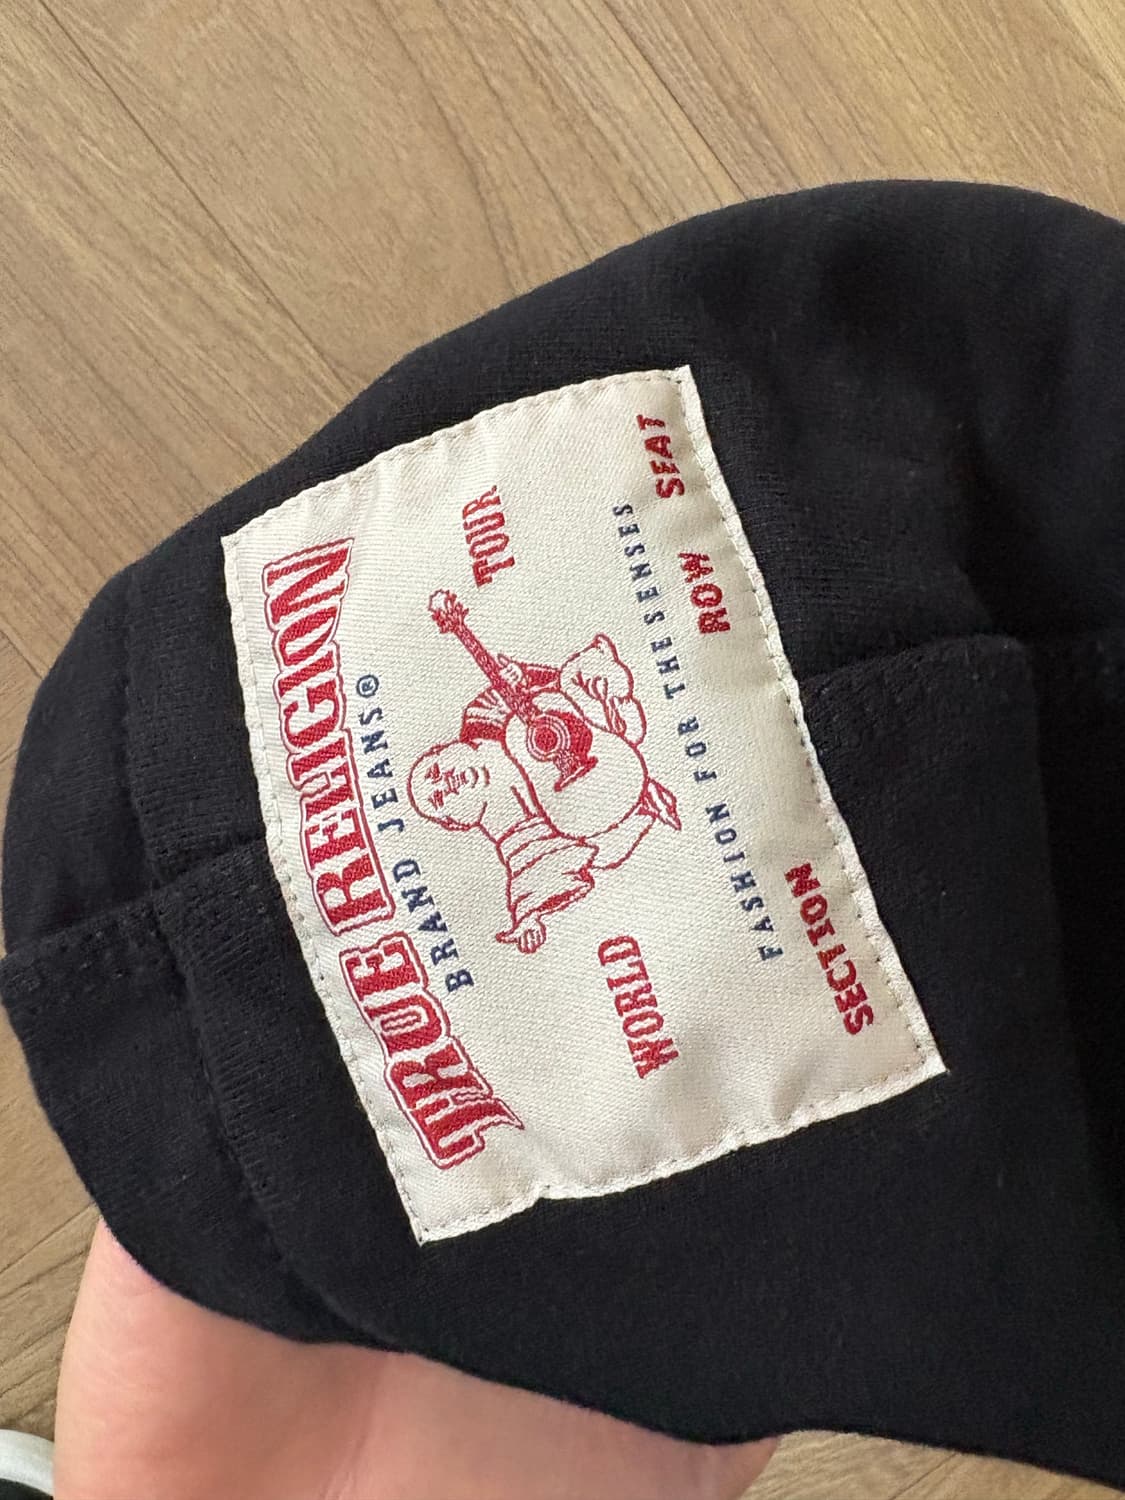 TRUE RELIGION
BRAND JEANS®
WORLD TOUR
FASHION FOR THE SENSES
SECTION ROW SEAT